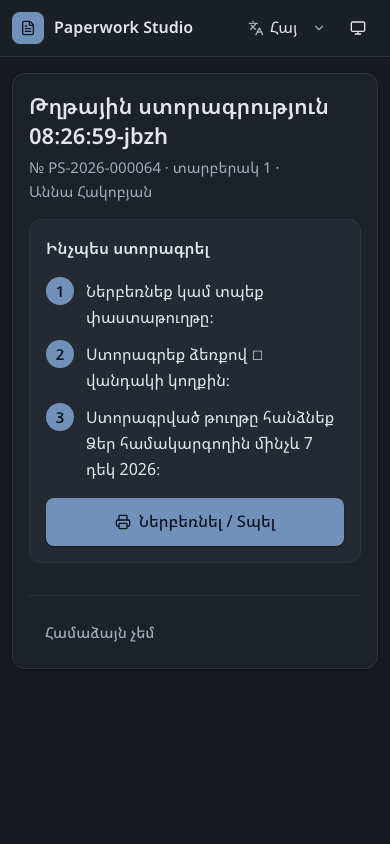 Paperwork Studio
Հայ
Թղթային ստորագրություն
08:26:59-jbzh
№ PS-2026-000064 · տարբերակ 1 ·
Աննա Հակոբյան
Ինչպես ստորագրել
1 Ներբեռնեք կամ տպեք
փաստաթուղթը։
2 Ստորագրեք ձեռքով □
վանդակի կողքին։
3 Ստորագրված թուղթը հանձնեք
Ձեր համակարգողին մինչև 7
դեկ 2026։
Ներբեռնել / Տպել
Համաձայն չեմ